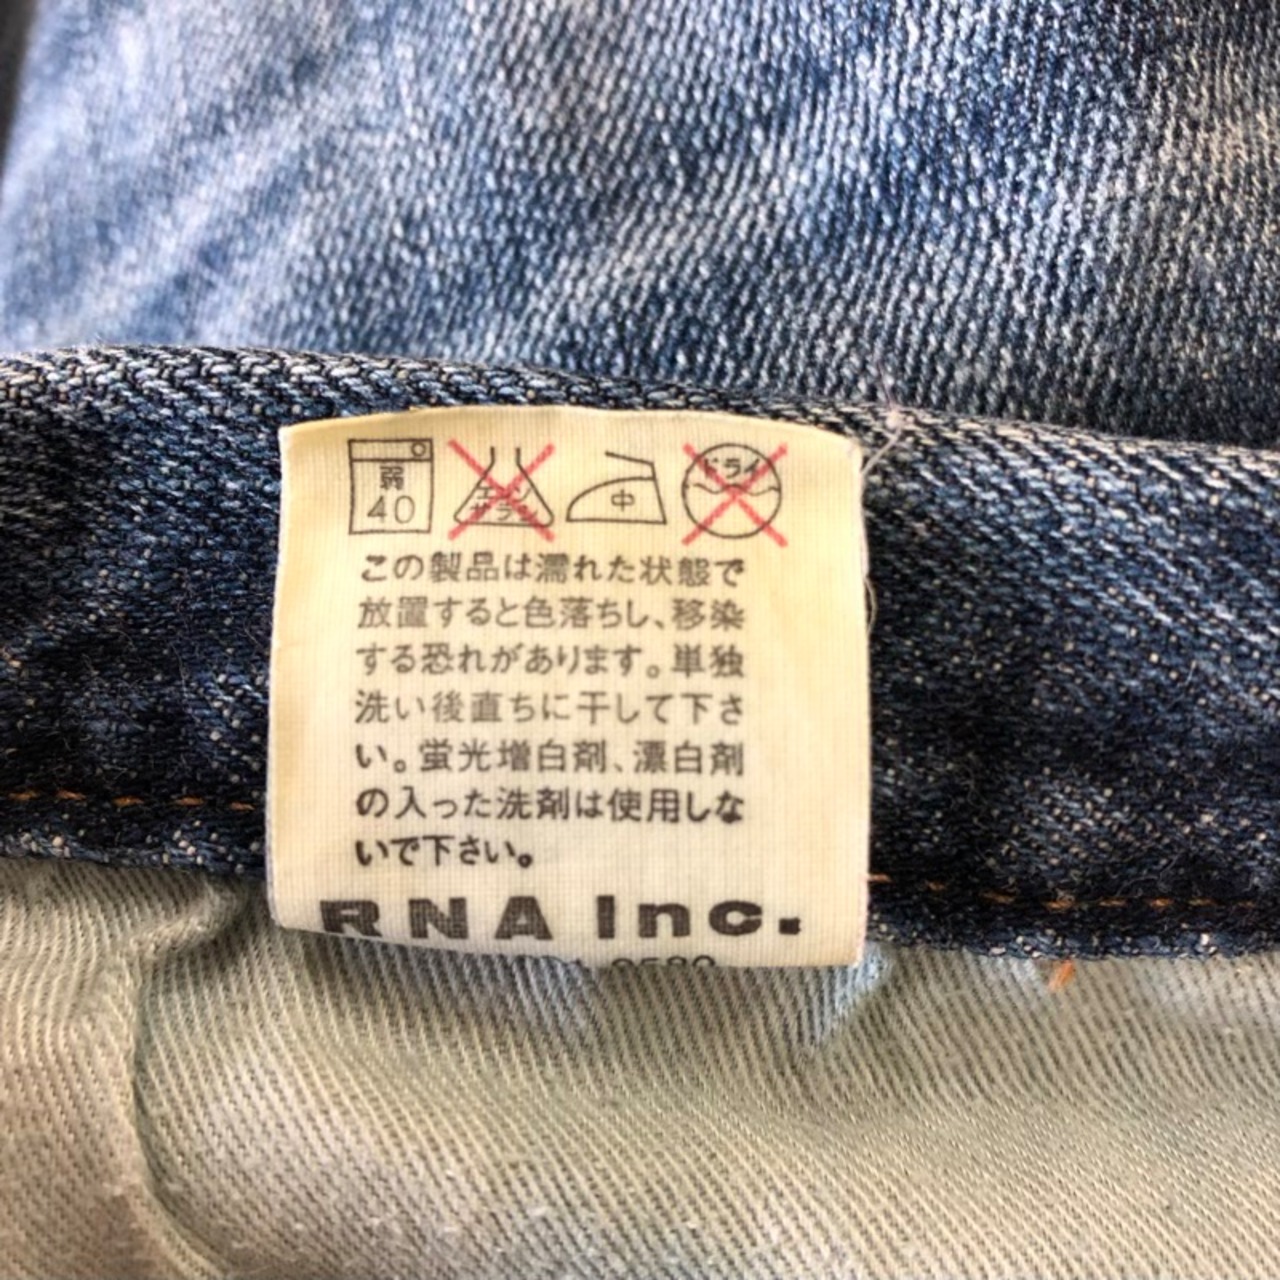 弱
40
エンソ
サラシ
中
ドライ
この製品は濡れた状態で
放置すると色落ちし、移染
する恐れがあります。単独
洗い後直ちに干して下さ
い。蛍光増白剤、漂白剤
の入った洗剤は使用しな
いで下さい。
RNA Inc.